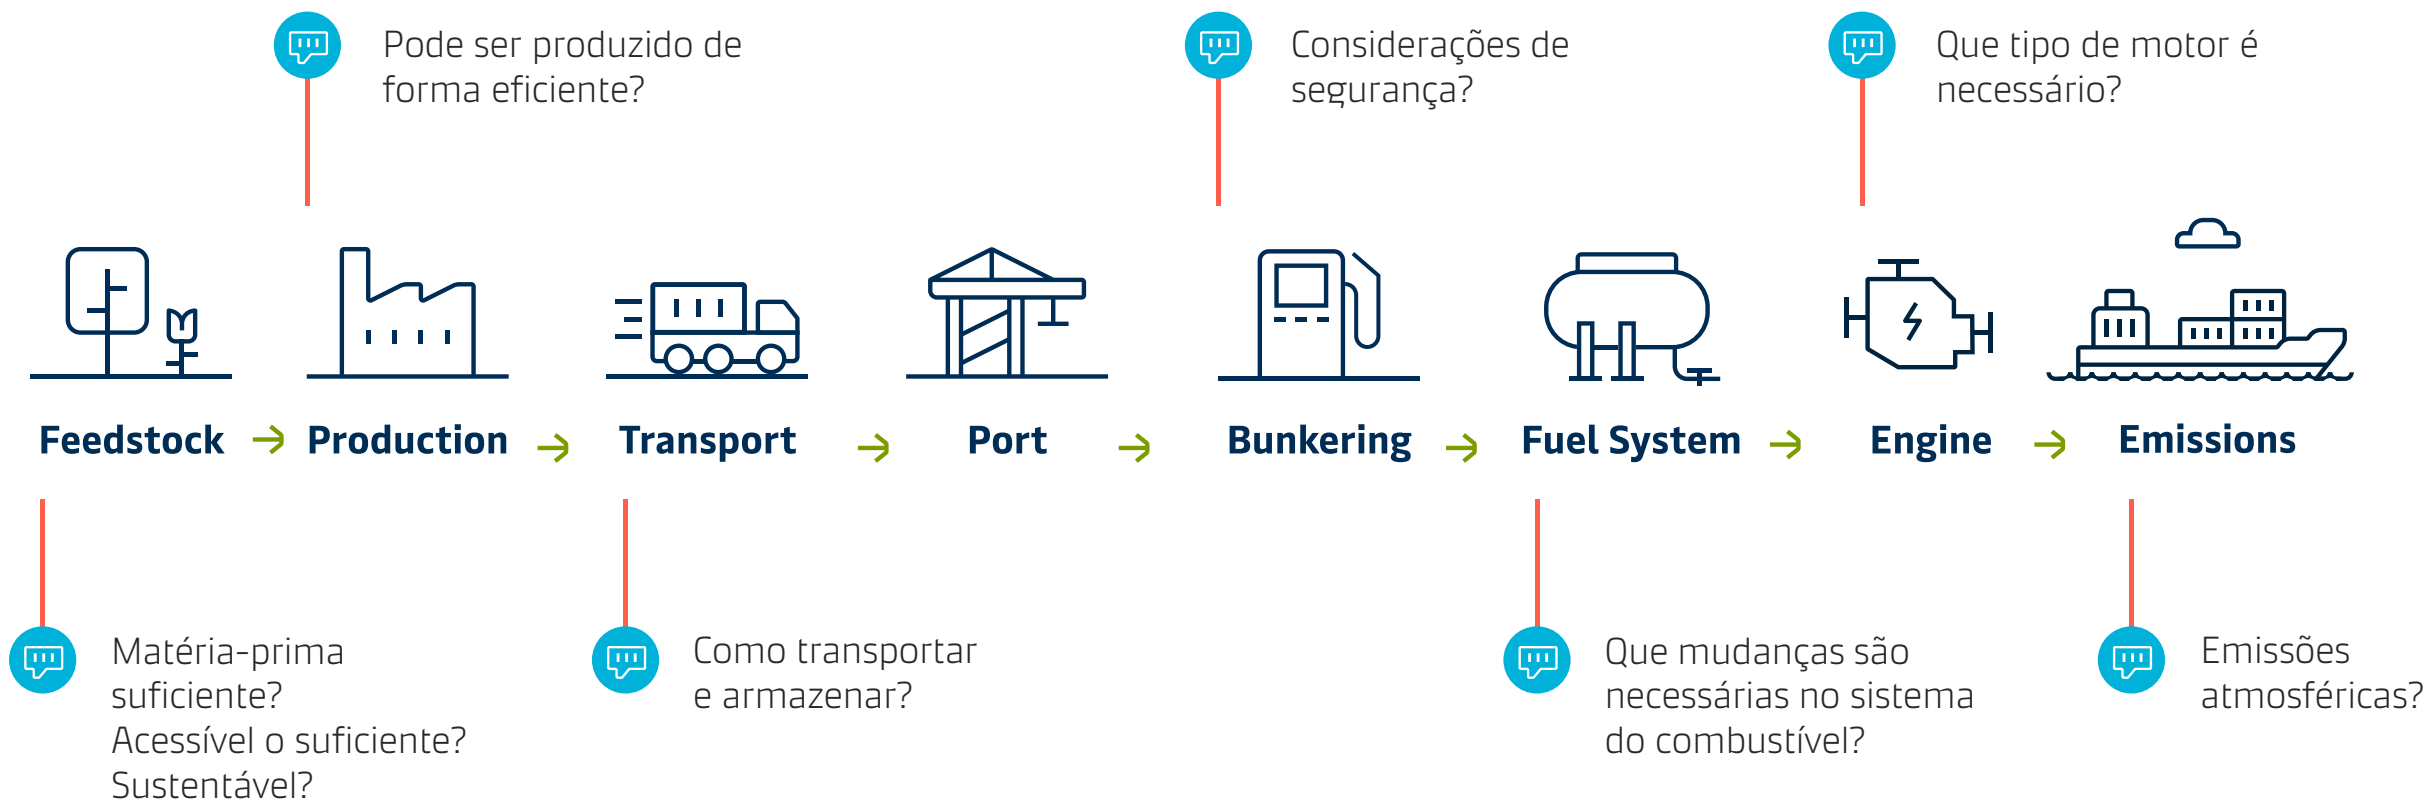 Pode ser produzido de
forma eficiente?
Considerações de
segurança?
Que tipo de motor é
necessário?
Feedstock
Production
Transport
Port
Bunkering
Fuel System
Engine
Emissions
Matéria-prima
suficiente?
Acessível o suficiente?
Sustentável?
Como transportar
e armazenar?
Que mudanças são
necessárias no sistema
do combustível?
Emissões
atmosféricas?